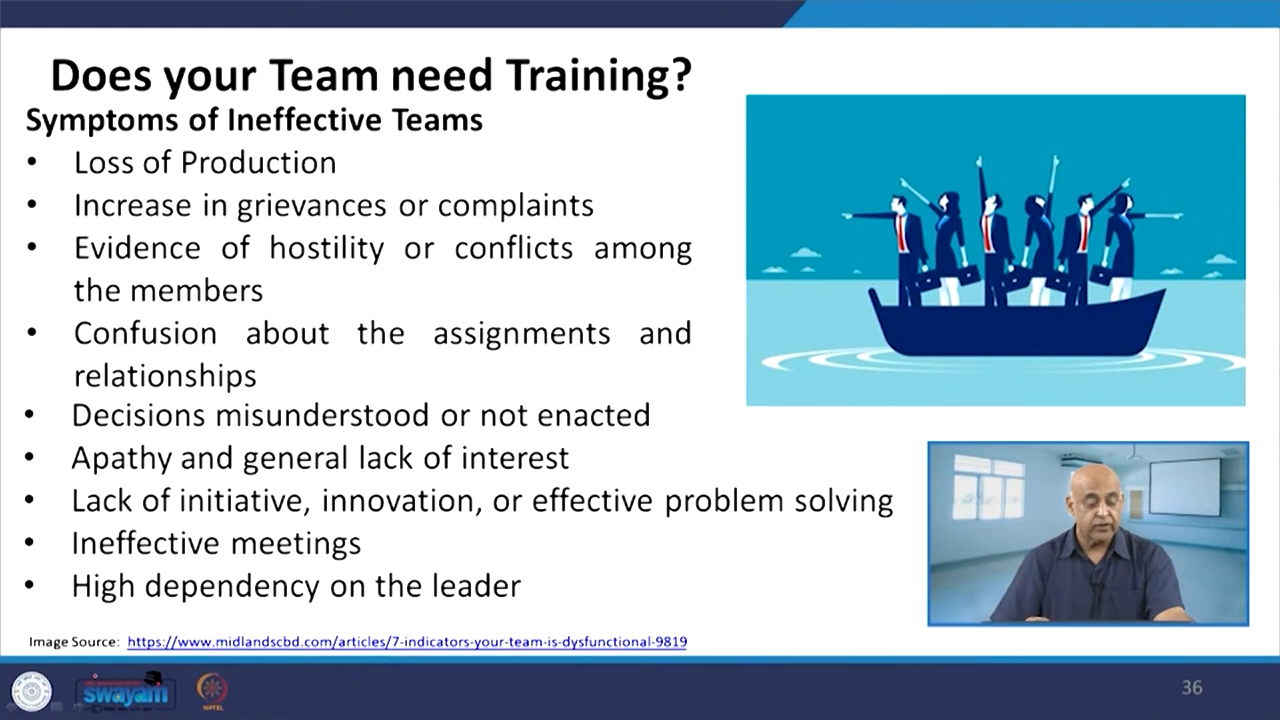 Does your Team need Training?
Symptoms of Ineffective Teams
• Loss of Production
• Increase in grievances or complaints
• Evidence of hostility or conflicts among
the members
• Confusion about the assignments and
relationships
• Decisions misunderstood or not enacted
• Apathy and general lack of interest
• Lack of initiative, innovation, or effective problem solving
• Ineffective meetings
• High dependency on the leader
Image Source: https://www.midlandscbd.com/articles/7-indicators-your-team-is-dysfunctional-9819
swayam
NPTEL
36